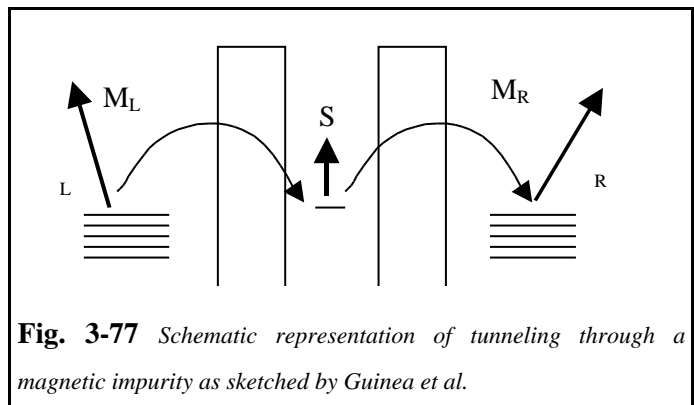 M_L
M_R
S
L
R
Fig. 3-77 Schematic representation of tunneling through a
magnetic impurity as sketched by Guinea et al.